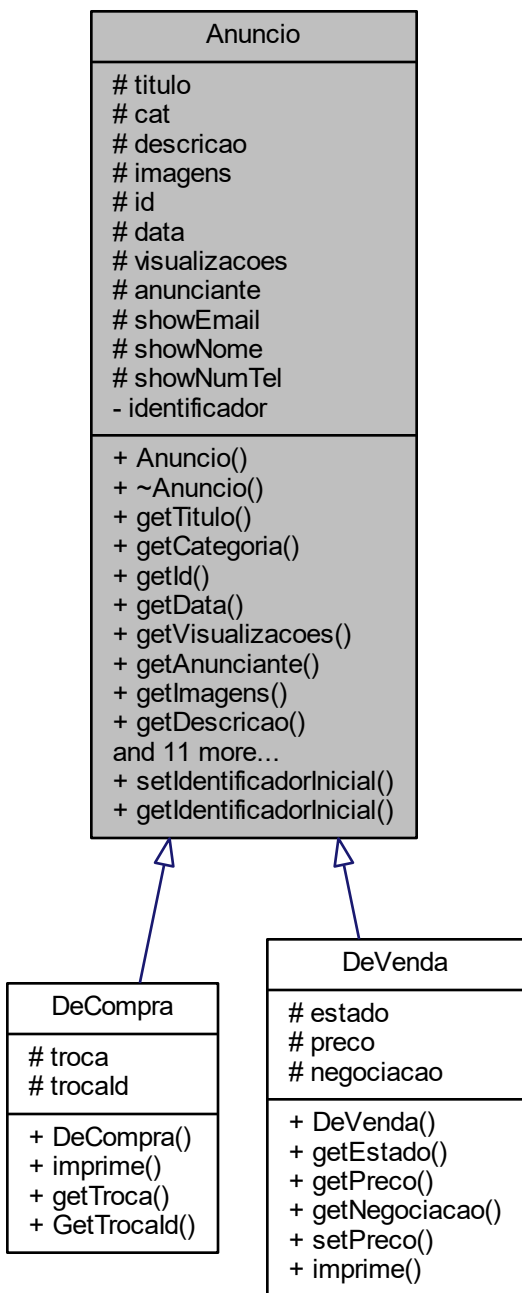 Anuncio
# titulo
# cat
# descricao
# imagens
# id
# data
# visualizacoes
# anunciante
# showEmail
# showNome
# showNumTel
- identificador
+ Anuncio()
+ ~Anuncio()
+ getTitulo()
+ getCategoria()
+ getId()
+ getData()
+ getVisualizacoes()
+ getAnunciante()
+ getImagens()
+ getDescricao()
and 11 more...
+ setIdentificadorInicial()
+ getIdentificadorInicial()
DeCompra
# troca
# trocaId
+ DeCompra()
+ imprime()
+ getTroca()
+ GetTrocaId()
DeVenda
# estado
# preco
# negociacao
+ DeVenda()
+ getEstado()
+ getPreco()
+ getNegociacao()
+ setPreco()
+ imprime()